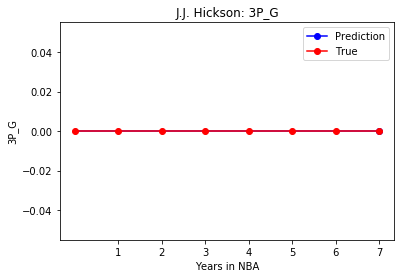 J.J. Hickson: 3P_G
Prediction
True
0.04
0.02
0.00
−0.02
−0.04
3P_G
1 2 3 4 5 6 7
Years in NBA